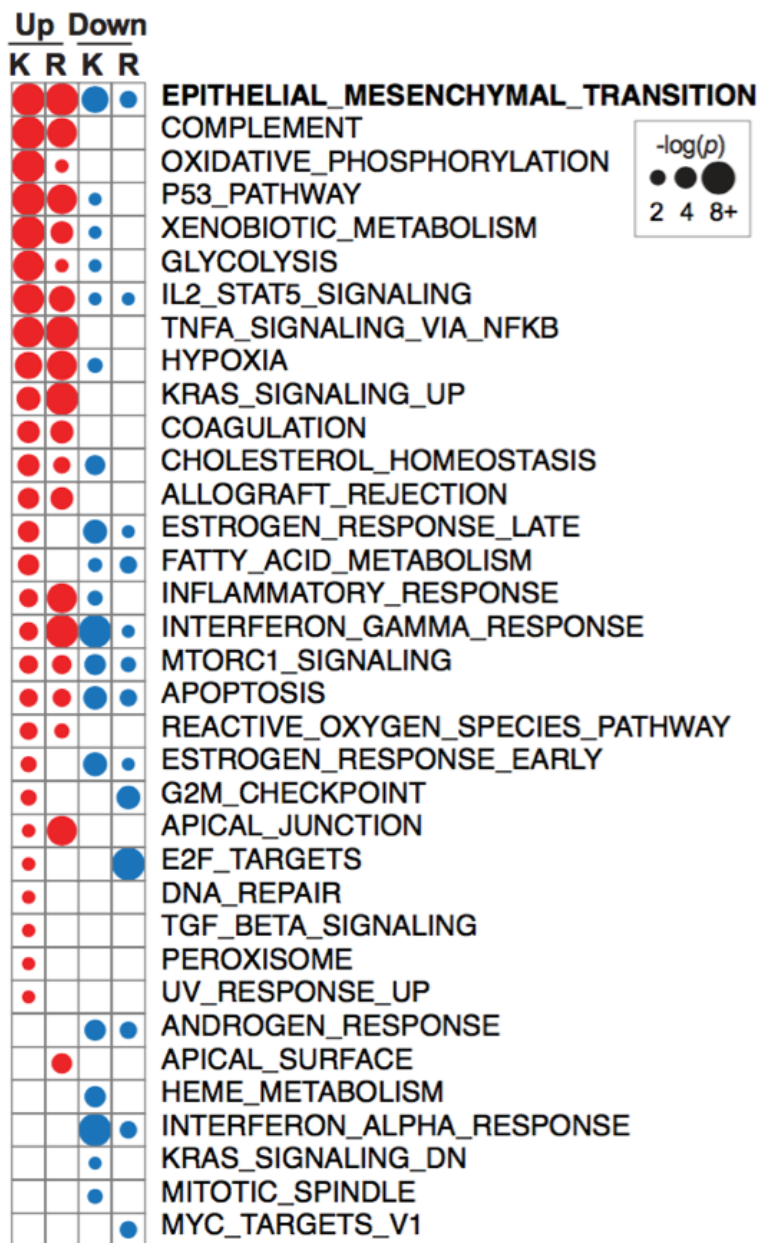 Up Down
K R K R
EPITHELIAL_MESENCHYMAL_TRANSITION
COMPLEMENT
OXIDATIVE_PHOSPHORYLATION
P53_PATHWAY
XENOBIOTIC_METABOLISM
GLYCOLYSIS
IL2_STAT5_SIGNALING
TNFA_SIGNALING_VIA_NFKB
HYPOXIA
KRAS_SIGNALING_UP
COAGULATION
CHOLESTEROL_HOMEOSTASIS
ALLOGRAFT_REJECTION
ESTROGEN_RESPONSE_LATE
FATTY_ACID_METABOLISM
INFLAMMATORY_RESPONSE
INTERFERON_GAMMA_RESPONSE
MTORC1_SIGNALING
APOPTOSIS
REACTIVE_OXYGEN_SPECIES_PATHWAY
ESTROGEN_RESPONSE_EARLY
G2M_CHECKPOINT
APICAL_JUNCTION
E2F_TARGETS
DNA_REPAIR
TGF_BETA_SIGNALING
PEROXISOME
UV_RESPONSE_UP
ANDROGEN_RESPONSE
APICAL_SURFACE
HEME_METABOLISM
INTERFERON_ALPHA_RESPONSE
KRAS_SIGNALING_DN
MITOTIC_SPINDLE
MYC_TARGETS_V1
-log(p)
2 4 8+